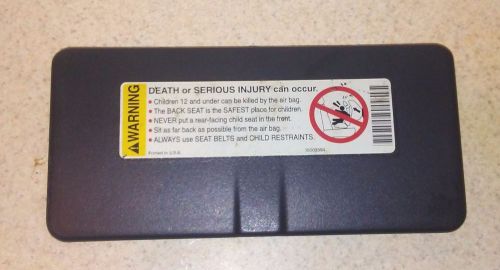 WARNING
DEATH or SERIOUS INJURY can occur.
• Children 12 and under can be killed by the air bag.
• The BACK SEAT is the SAFEST place for children.
• NEVER put a rear-facing child seat in the front.
• Sit as far back as possible from the air bag.
• ALWAYS use SEAT BELTS and CHILD RESTRAINTS.
Printed in U.S.A.